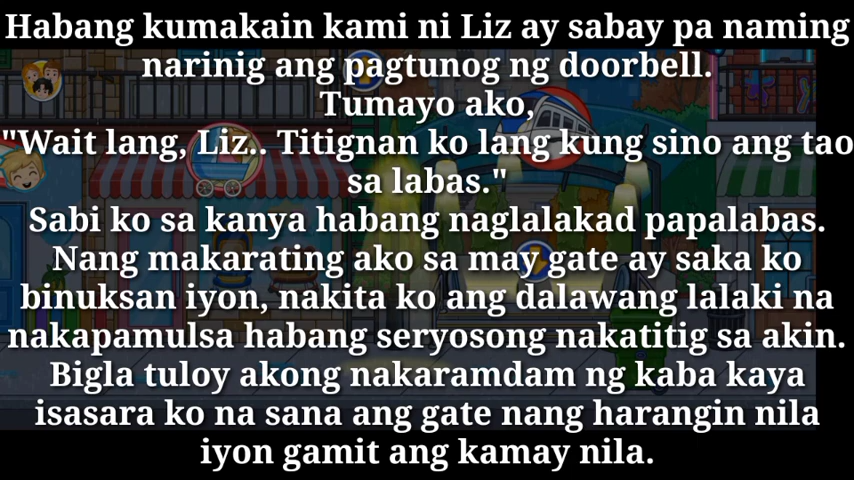 Habang kumakain kami ni Liz ay sabay pa naming
narinig ang pagtunog ng doorbell.
Tumayo ako,
"Wait lang, Liz.. Titignan ko lang kung sino ang tao
sa labas."
Sabi ko sa kanya habang naglalakad papalabas.
Nang makarating ako sa may gate ay saka ko
binuksan iyon, nakita ko ang dalawang lalaki na
nakapamulsa habang seryosong nakatitig sa akin.
Bigla tuloy akong nakaramdam ng kaba kaya
isasara ko na sana ang gate nang harangin nila
iyon gamit ang kamay nila.